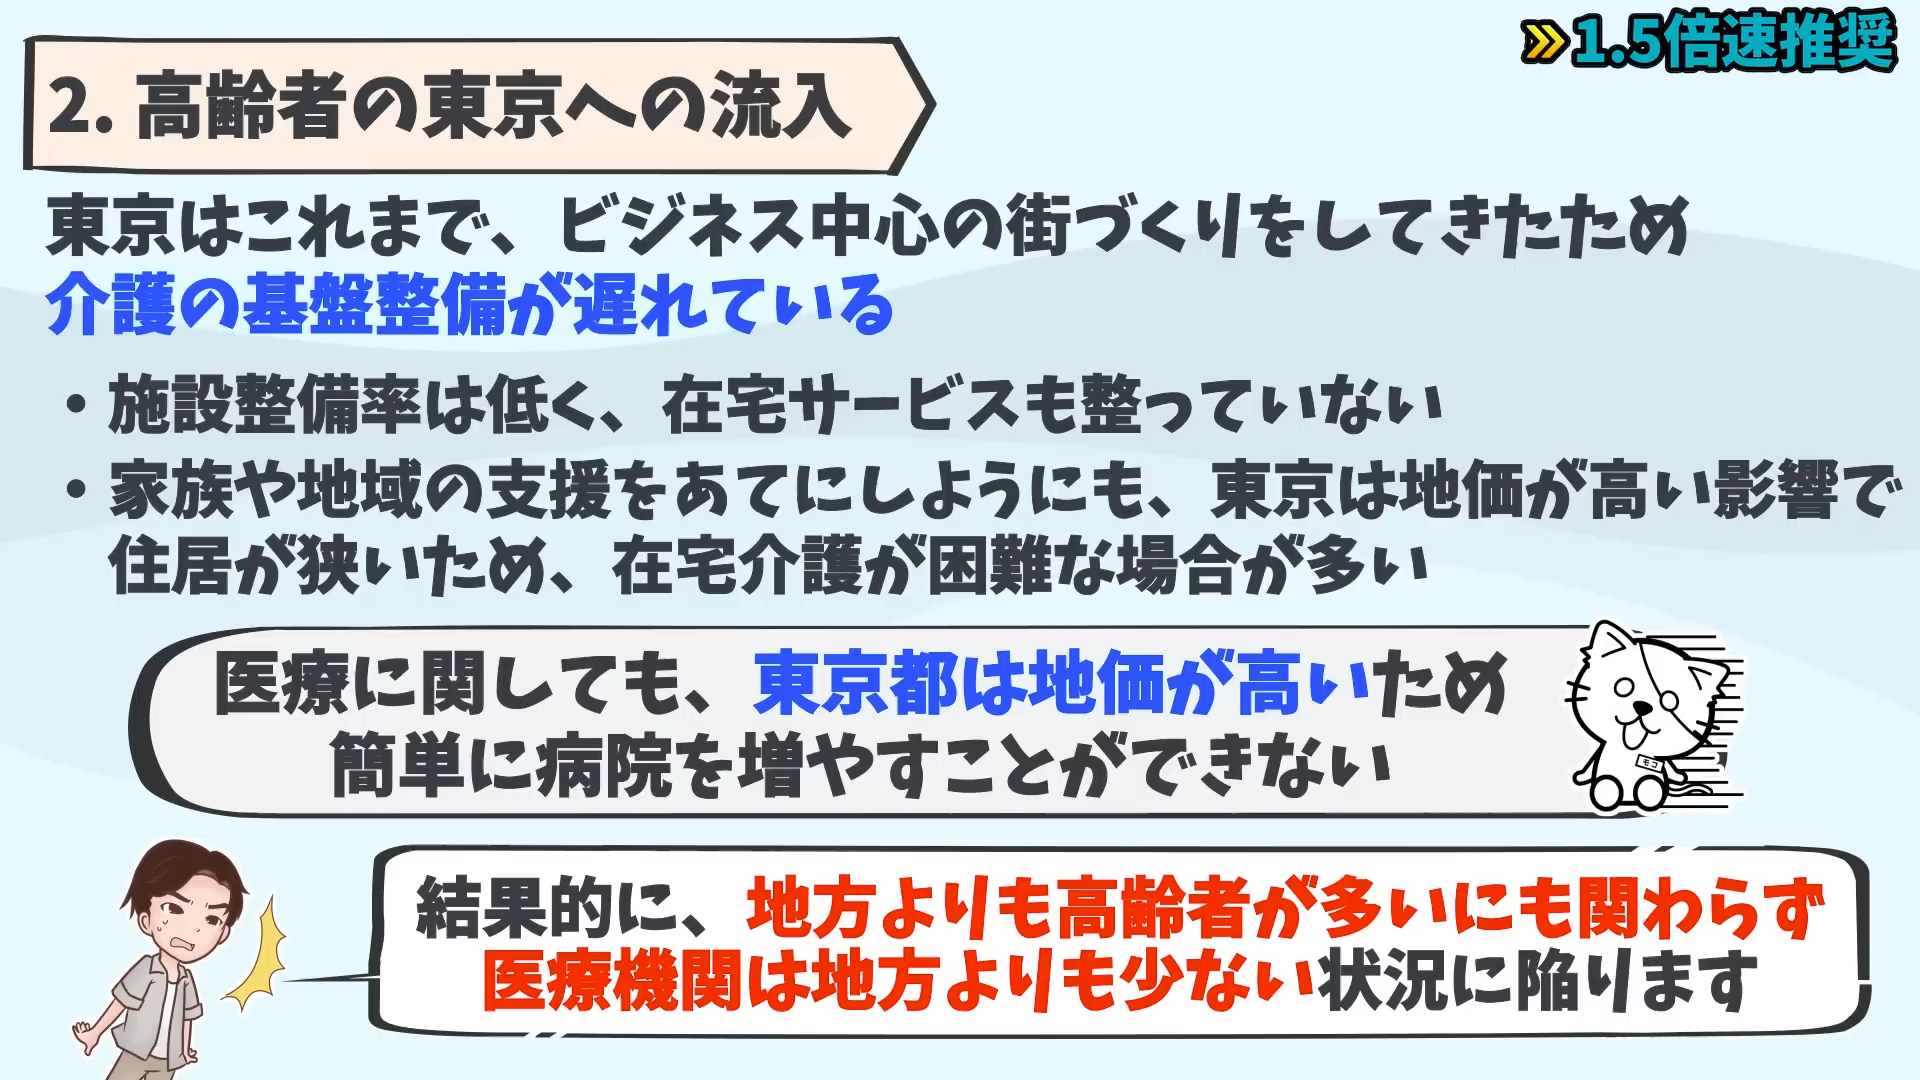 1.5倍速推奨
2. 高齢者の東京への流入
東京はこれまで、ビジネス中心の街づくりをしてきたため
介護の基盤整備が遅れている
・施設整備率は低く、在宅サービスも整っていない
・家族や地域の支援をあてにしようにも、東京は地価が高い影響で
住居が狭いため、在宅介護が困難な場合が多い
医療に関しても、東京都は地価が高いため
簡単に病院を増やすことができない
モコ
結果的に、地方よりも高齢者が多いにも関わらず
医療機関は地方よりも少ない状況に陥ります